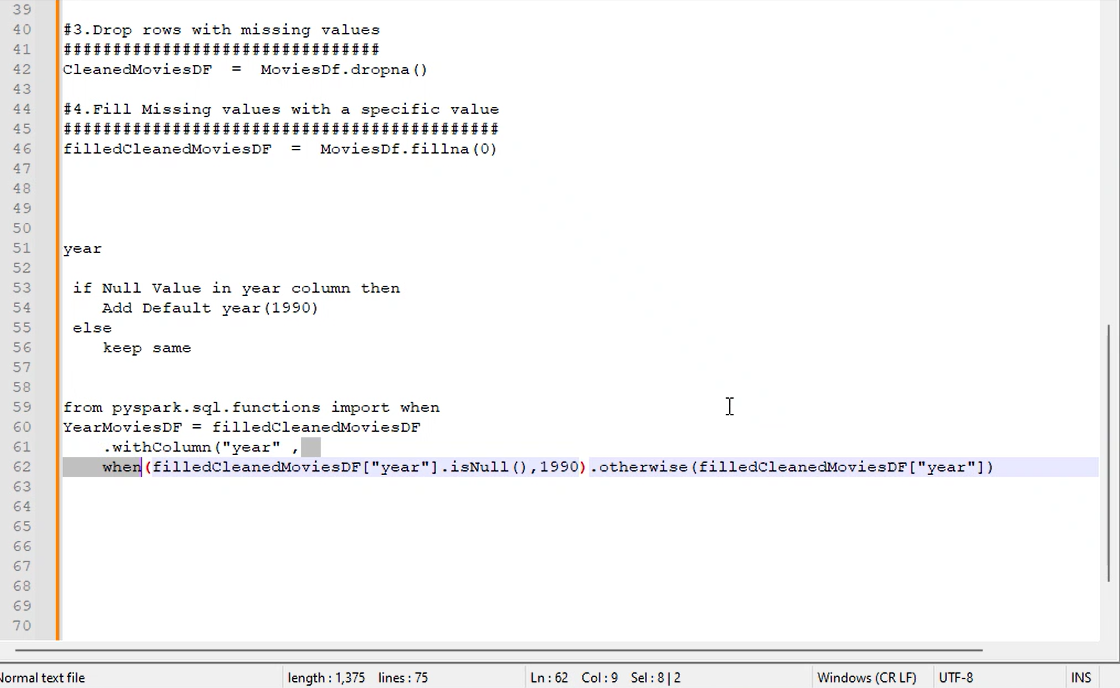 39
40 #3.Drop rows with missing values
41 ################################
42 CleanedMoviesDF  =  MoviesDf.dropna()
43
44 #4.Fill Missing values with a specific value
45 ############################################
46 filledCleanedMoviesDF  =  MoviesDf.fillna(0)
47
48
49
50
51 year
52
53  if Null Value in year column then
54     Add Default year(1990)
55  else
56     keep same
57
58
59 from pyspark.sql.functions import when
60 YearMoviesDF = filledCleanedMoviesDF
61     .withColumn("year" ,
62     when(filledCleanedMoviesDF["year"].isNull(),1990).otherwise(filledCleanedMoviesDF["year"])
63
64
65
66
67
68
69
70
Normal text file length : 1,375 lines : 75 Ln : 62 Col : 9 Sel : 8 | 2 Windows (CR LF) UTF-8 INS